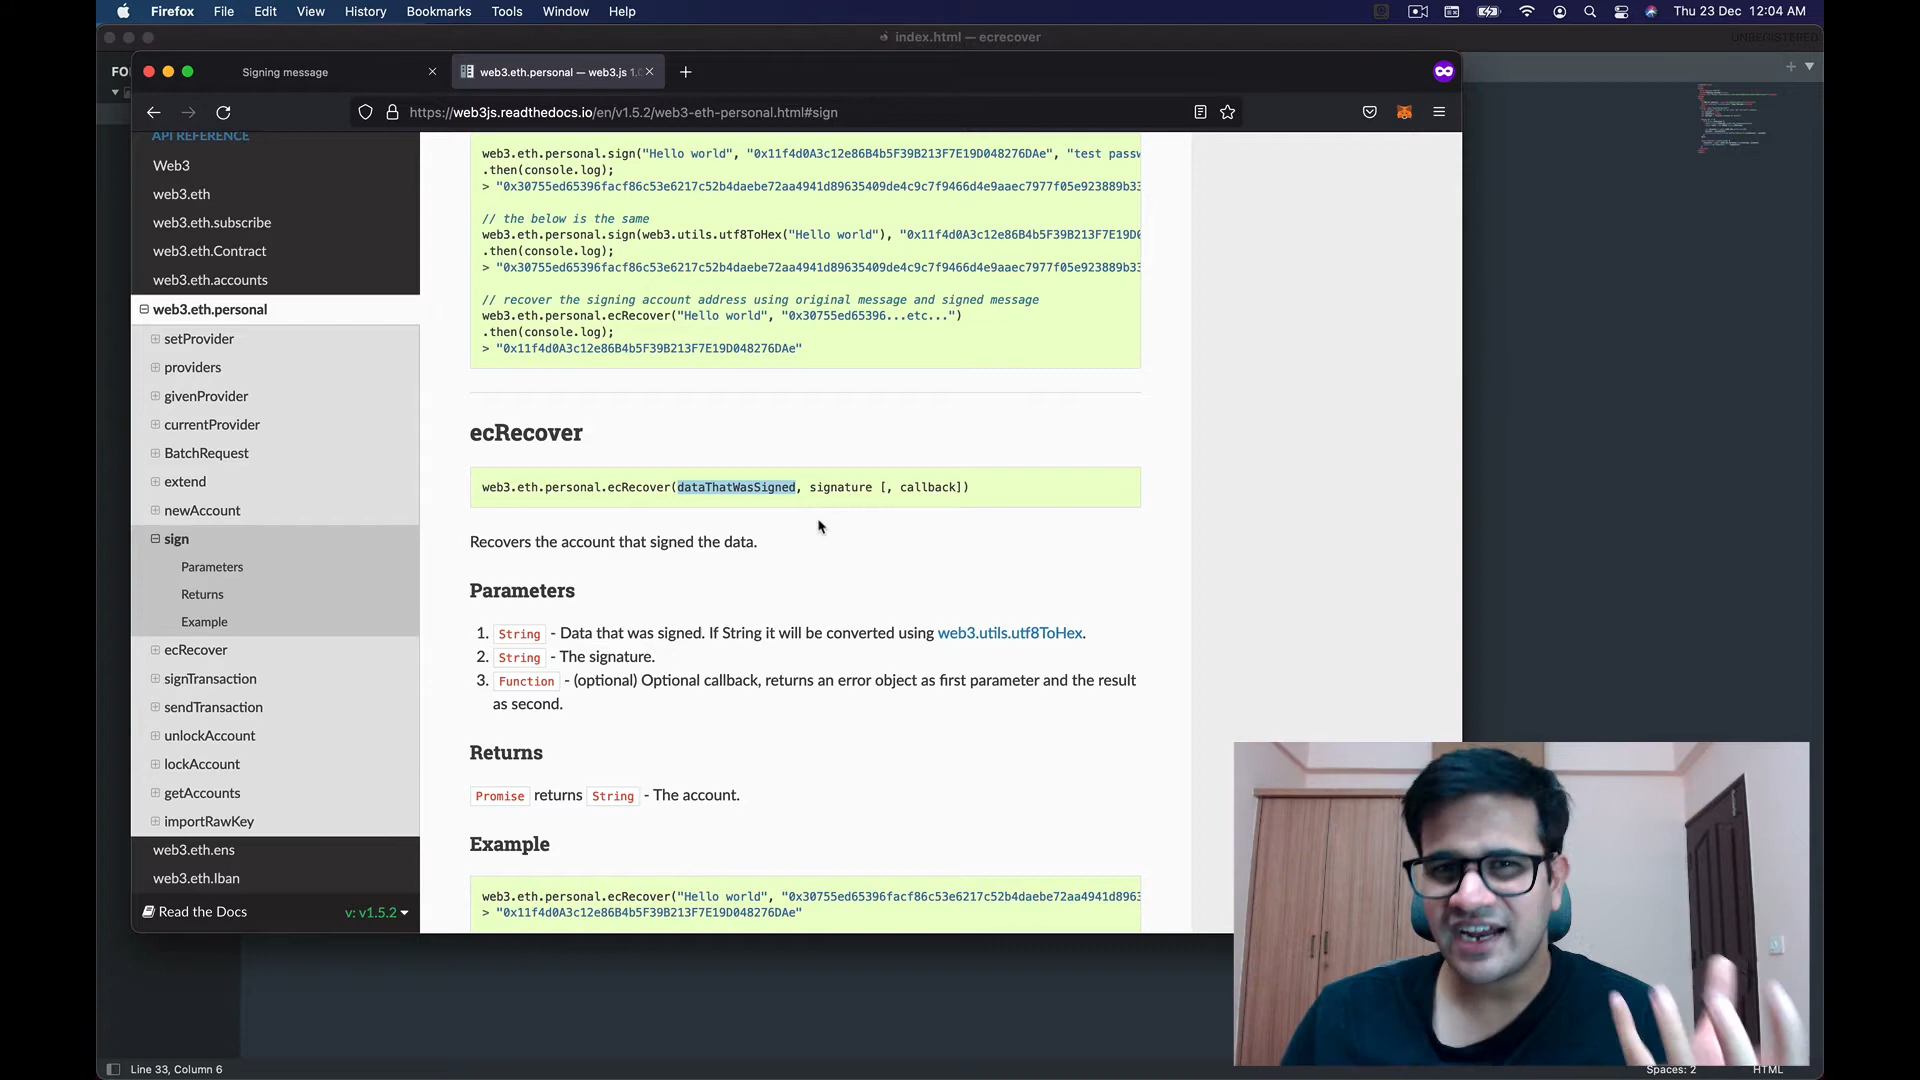 Firefox File Edit View History Bookmarks Tools Window Help Thu 23 Dec 12:04 AM
index.html — ecrecover UNREGISTERED
FO
Signing message
web3.eth.personal — web3.js 1.
https://web3js.readthedocs.io/en/v1.5.2/web3-eth-personal.html#sign
API REFERENCE
Web3
web3.eth
web3.eth.subscribe
web3.eth.Contract
web3.eth.accounts
web3.eth.personal
setProvider
providers
givenProvider
currentProvider
BatchRequest
extend
newAccount
sign
Parameters
Returns
Example
ecRecover
signTransaction
sendTransaction
unlockAccount
lockAccount
getAccounts
importRawKey
web3.eth.ens
web3.eth.Iban
Read the Docs v: v1.5.2
web3.eth.personal.sign("Hello world", "0x11f4d0A3c12e86B4b5F39B213F7E19D048276DAe", "test passw
.then(console.log);
> "0x30755ed65396facf86c53e6217c52b4daebe72aa4941d89635409de4c9c7f9466d4e9aaec7977f05e923889b33
// the below is the same
web3.eth.personal.sign(web3.utils.utf8ToHex("Hello world"), "0x11f4d0A3c12e86B4b5F39B213F7E19D0
.then(console.log);
> "0x30755ed65396facf86c53e6217c52b4daebe72aa4941d89635409de4c9c7f9466d4e9aaec7977f05e923889b33
// recover the signing account address using original message and signed message
web3.eth.personal.ecRecover("Hello world", "0x30755ed65396...etc...")
.then(console.log);
> "0x11f4d0A3c12e86B4b5F39B213F7E19D048276DAe"
ecRecover
web3.eth.personal.ecRecover(dataThatWasSigned, signature [, callback])
Recovers the account that signed the data.
Parameters
1. String - Data that was signed. If String it will be converted using web3.utils.utf8ToHex.
2. String - The signature.
3. Function - (optional) Optional callback, returns an error object as first parameter and the result
as second.
Returns
Promise returns String - The account.
Example
web3.eth.personal.ecRecover("Hello world", "0x30755ed65396facf86c53e6217c52b4daebe72aa4941d8963
> "0x11f4d0A3c12e86B4b5F39B213F7E19D048276DAe"
Line 33, Column 6 Spaces: 2 HTML